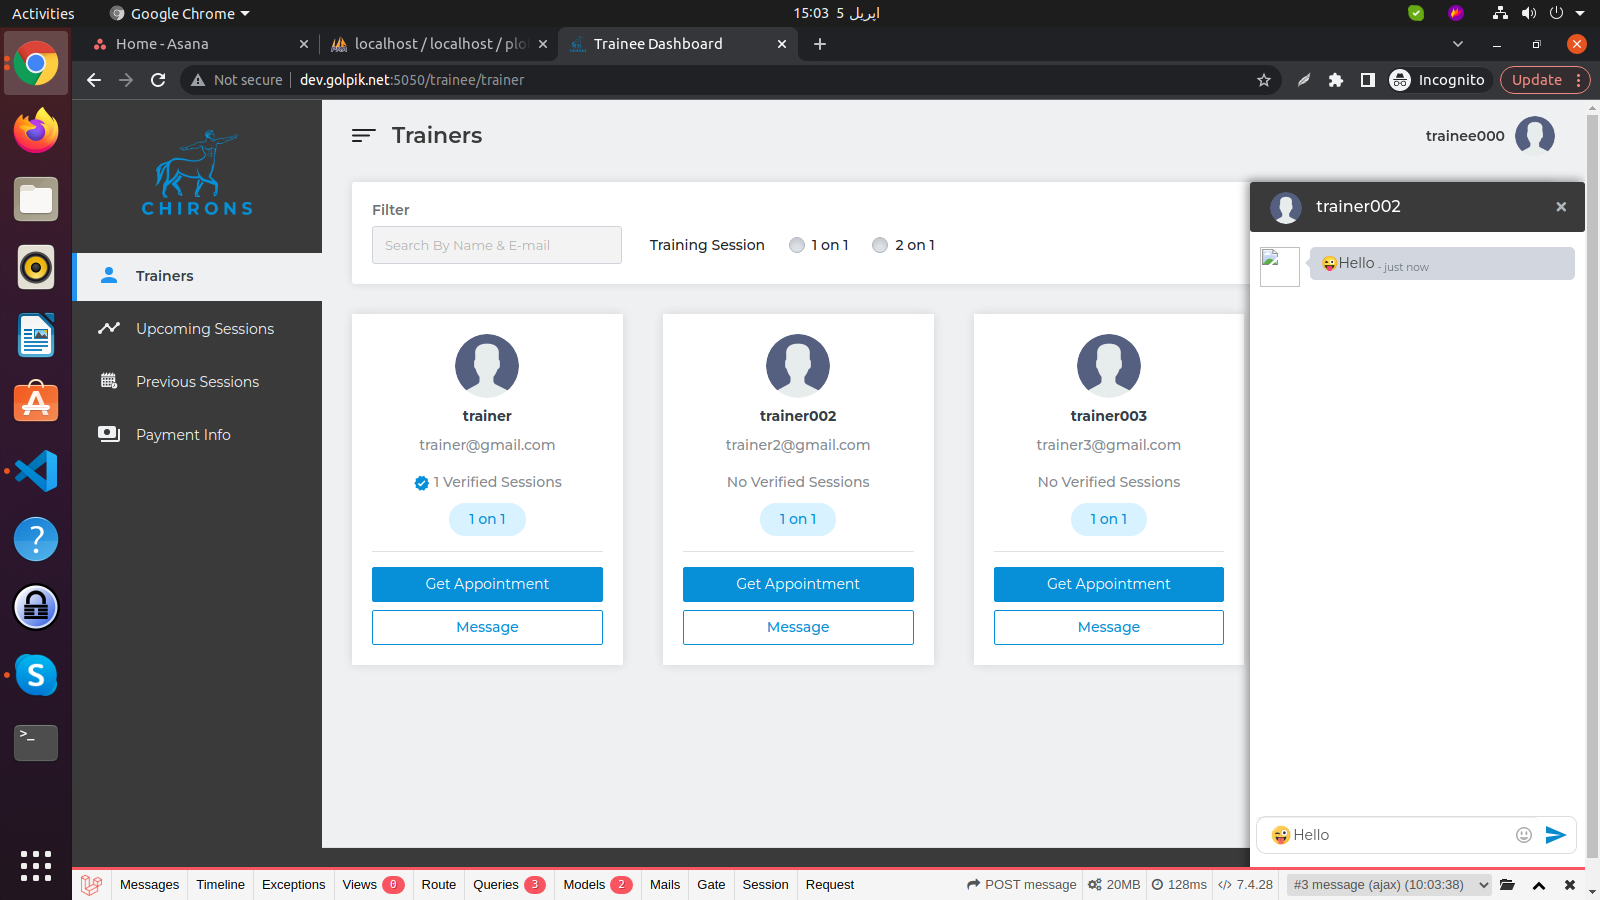 Activities
Google Chrome
15:03 5 اپریل
Home - Asana
localhost / localhost / plo
Trainee Dashboard
Not secure
dev.golpik.net:5050/trainee/trainer
Incognito
Update
CHIRONS
Trainers
trainee000
Filter
Search By Name & E-mail
Training Session
1 on 1
2 on 1
Trainers
Upcoming Sessions
Previous Sessions
Payment Info
trainer
trainer@gmail.com
1 Verified Sessions
1 on 1
Get Appointment
Message
trainer002
trainer2@gmail.com
No Verified Sessions
1 on 1
Get Appointment
Message
trainer003
trainer3@gmail.com
No Verified Sessions
1 on 1
Get Appointment
Message
trainer002
×
😜Hello - just now
😜Hello
Messages Timeline Exceptions Views 0 Route Queries 3 Models 2 Mails Gate Session Request
POST message 20MB 128ms </> 7.4.28 #3 message (ajax) (10:03:38)